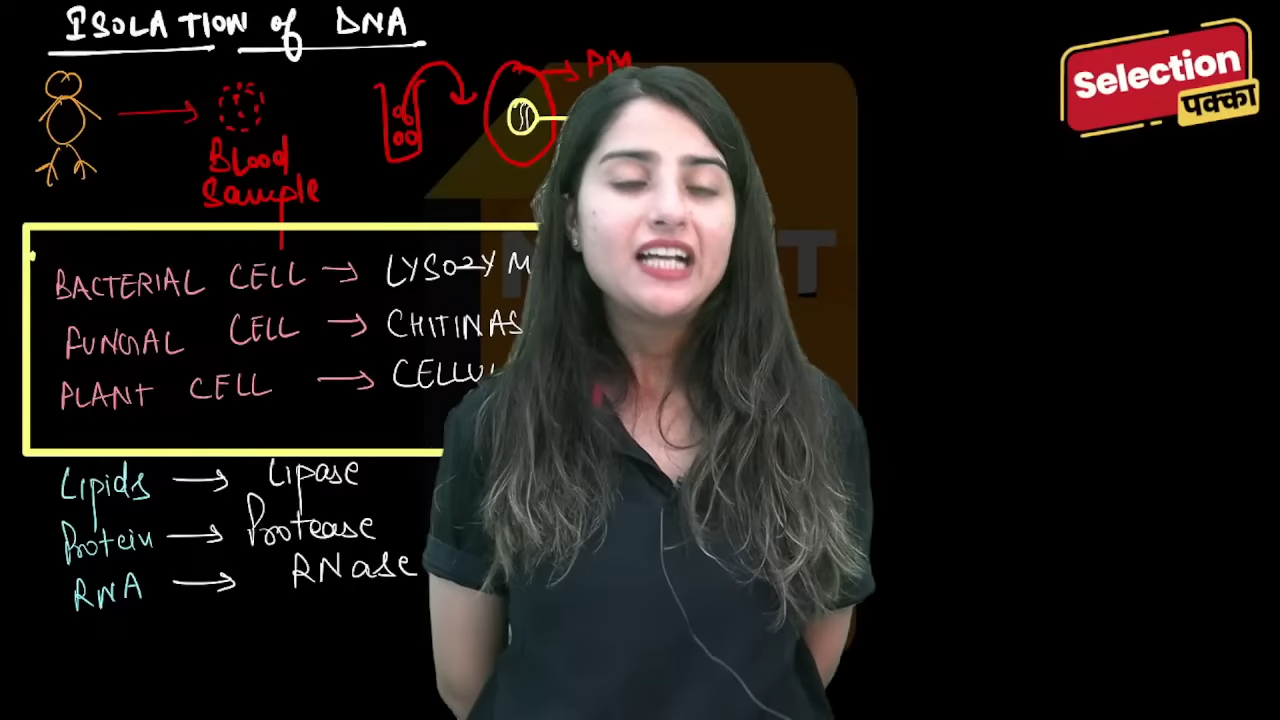 ISOLATION of DNA
PM
Selection
पक्का
Blood
Sample
BACTERIAL CELL → LYSOZYM
FUNGAL CELL → CHITINAS
PLANT CELL → CELLUL
Lipids → Lipase
Protein → Protease
RNA → RNase